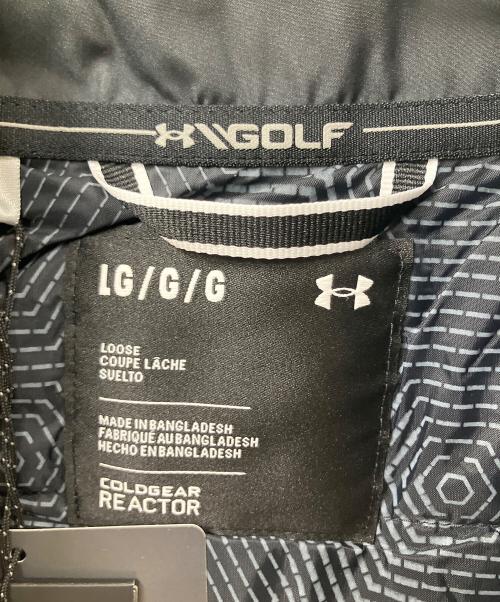 GOLF
LG/G/G
LOOSE
COUPE LÂCHE
SUELTO
MADE IN BANGLADESH
FABRIQUÉ AU BANGLADESH
HECHO EN BANGLADESH
COLDGEAR
REACTOR